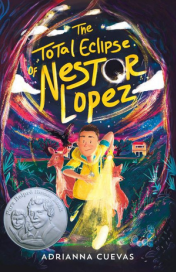 The
Total Eclipse
OF Nestor
Lopez
ADRIANNA CUEVAS